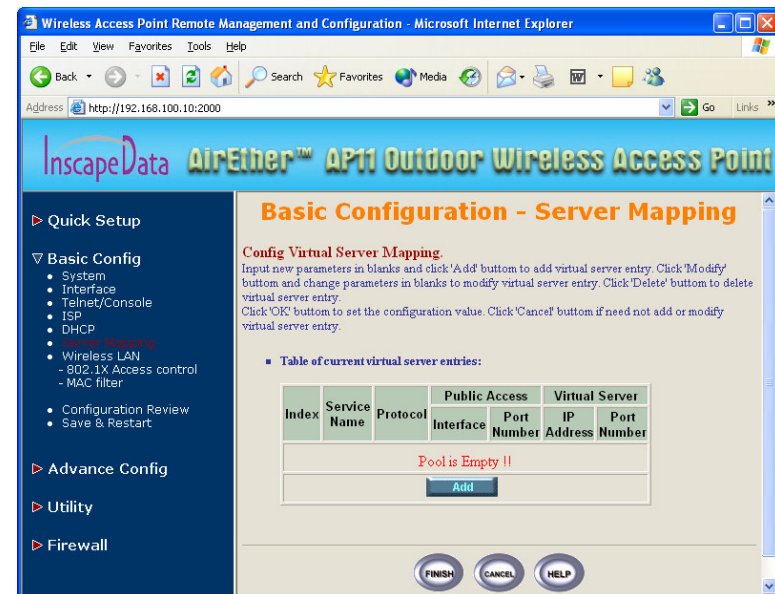 Wireless Access Point Remote Management and Configuration - Microsoft Internet Explorer
File Edit View Favorites Tools Help
Back Search Favorites Media
Address http://192.168.100.10:2000 Go Links »
InscapeData AirEther™ AP11 Outdoor Wireless Access Point
Quick Setup
Basic Config
System
Interface
Telnet/Console
ISP
DHCP
Server Mapping
Wireless LAN
- 802.1X Access control
- MAC filter
Configuration Review
Save & Restart
Advance Config
Utility
Firewall
Basic Configuration - Server Mapping
Config Virtual Server Mapping.
Input new parameters in blanks and click 'Add' buttom to add virtual server entry. Click 'Modify'
buttom and change parameters in blanks to modify virtual server entry. Click 'Delete' buttom to delete
virtual server entry.
Click 'OK' buttom to set the configuration value. Click 'Cancel' buttom if need not add or modify
virtual server entry.
Table of current virtual server entries:
Index Service Name Protocol Public Access Virtual Server
Interface Port Number IP Address Port Number
Pool is Empty !!
Add
FINISH CANCEL HELP